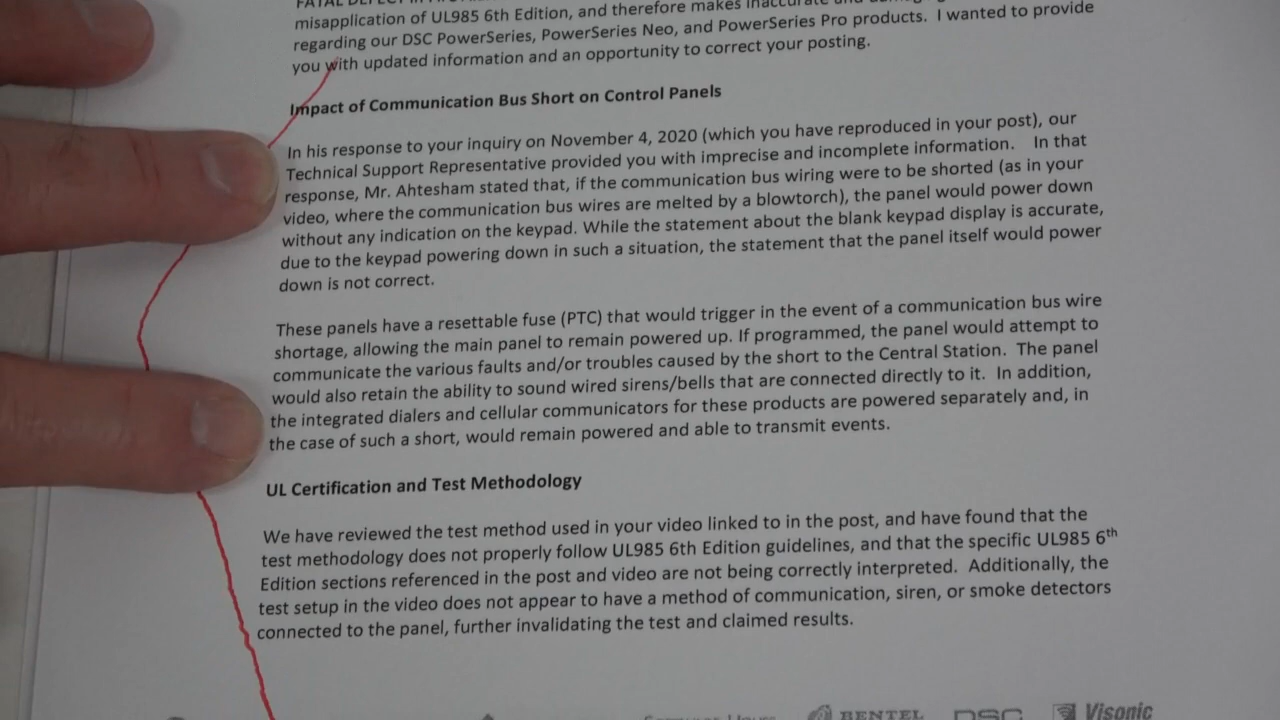 misapplication of UL985 6th Edition, and therefore makes inaccurate and
regarding our DSC PowerSeries, PowerSeries Neo, and PowerSeries Pro products. I wanted to provide
you with updated information and an opportunity to correct your posting.
Impact of Communication Bus Short on Control Panels
In his response to your inquiry on November 4, 2020 (which you have reproduced in your post), our
Technical Support Representative provided you with imprecise and incomplete information. In that
response, Mr. Ahtesham stated that, if the communication bus wiring were to be shorted (as in your
video, where the communication bus wires are melted by a blowtorch), the panel would power down
without any indication on the keypad. While the statement about the blank keypad display is accurate,
due to the keypad powering down in such a situation, the statement that the panel itself would power
down is not correct.
These panels have a resettable fuse (PTC) that would trigger in the event of a communication bus wire
shortage, allowing the main panel to remain powered up. If programmed, the panel would attempt to
communicate the various faults and/or troubles caused by the short to the Central Station. The panel
would also retain the ability to sound wired sirens/bells that are connected directly to it. In addition,
the integrated dialers and cellular communicators for these products are powered separately and, in
the case of such a short, would remain powered and able to transmit events.
UL Certification and Test Methodology
We have reviewed the test method used in your video linked to in the post, and have found that the
test methodology does not properly follow UL985 6th Edition guidelines, and that the specific UL985 6th
Edition sections referenced in the post and video are not being correctly interpreted. Additionally, the
test setup in the video does not appear to have a method of communication, siren, or smoke detectors
connected to the panel, further invalidating the test and claimed results.
BENTEL DSC Visonic